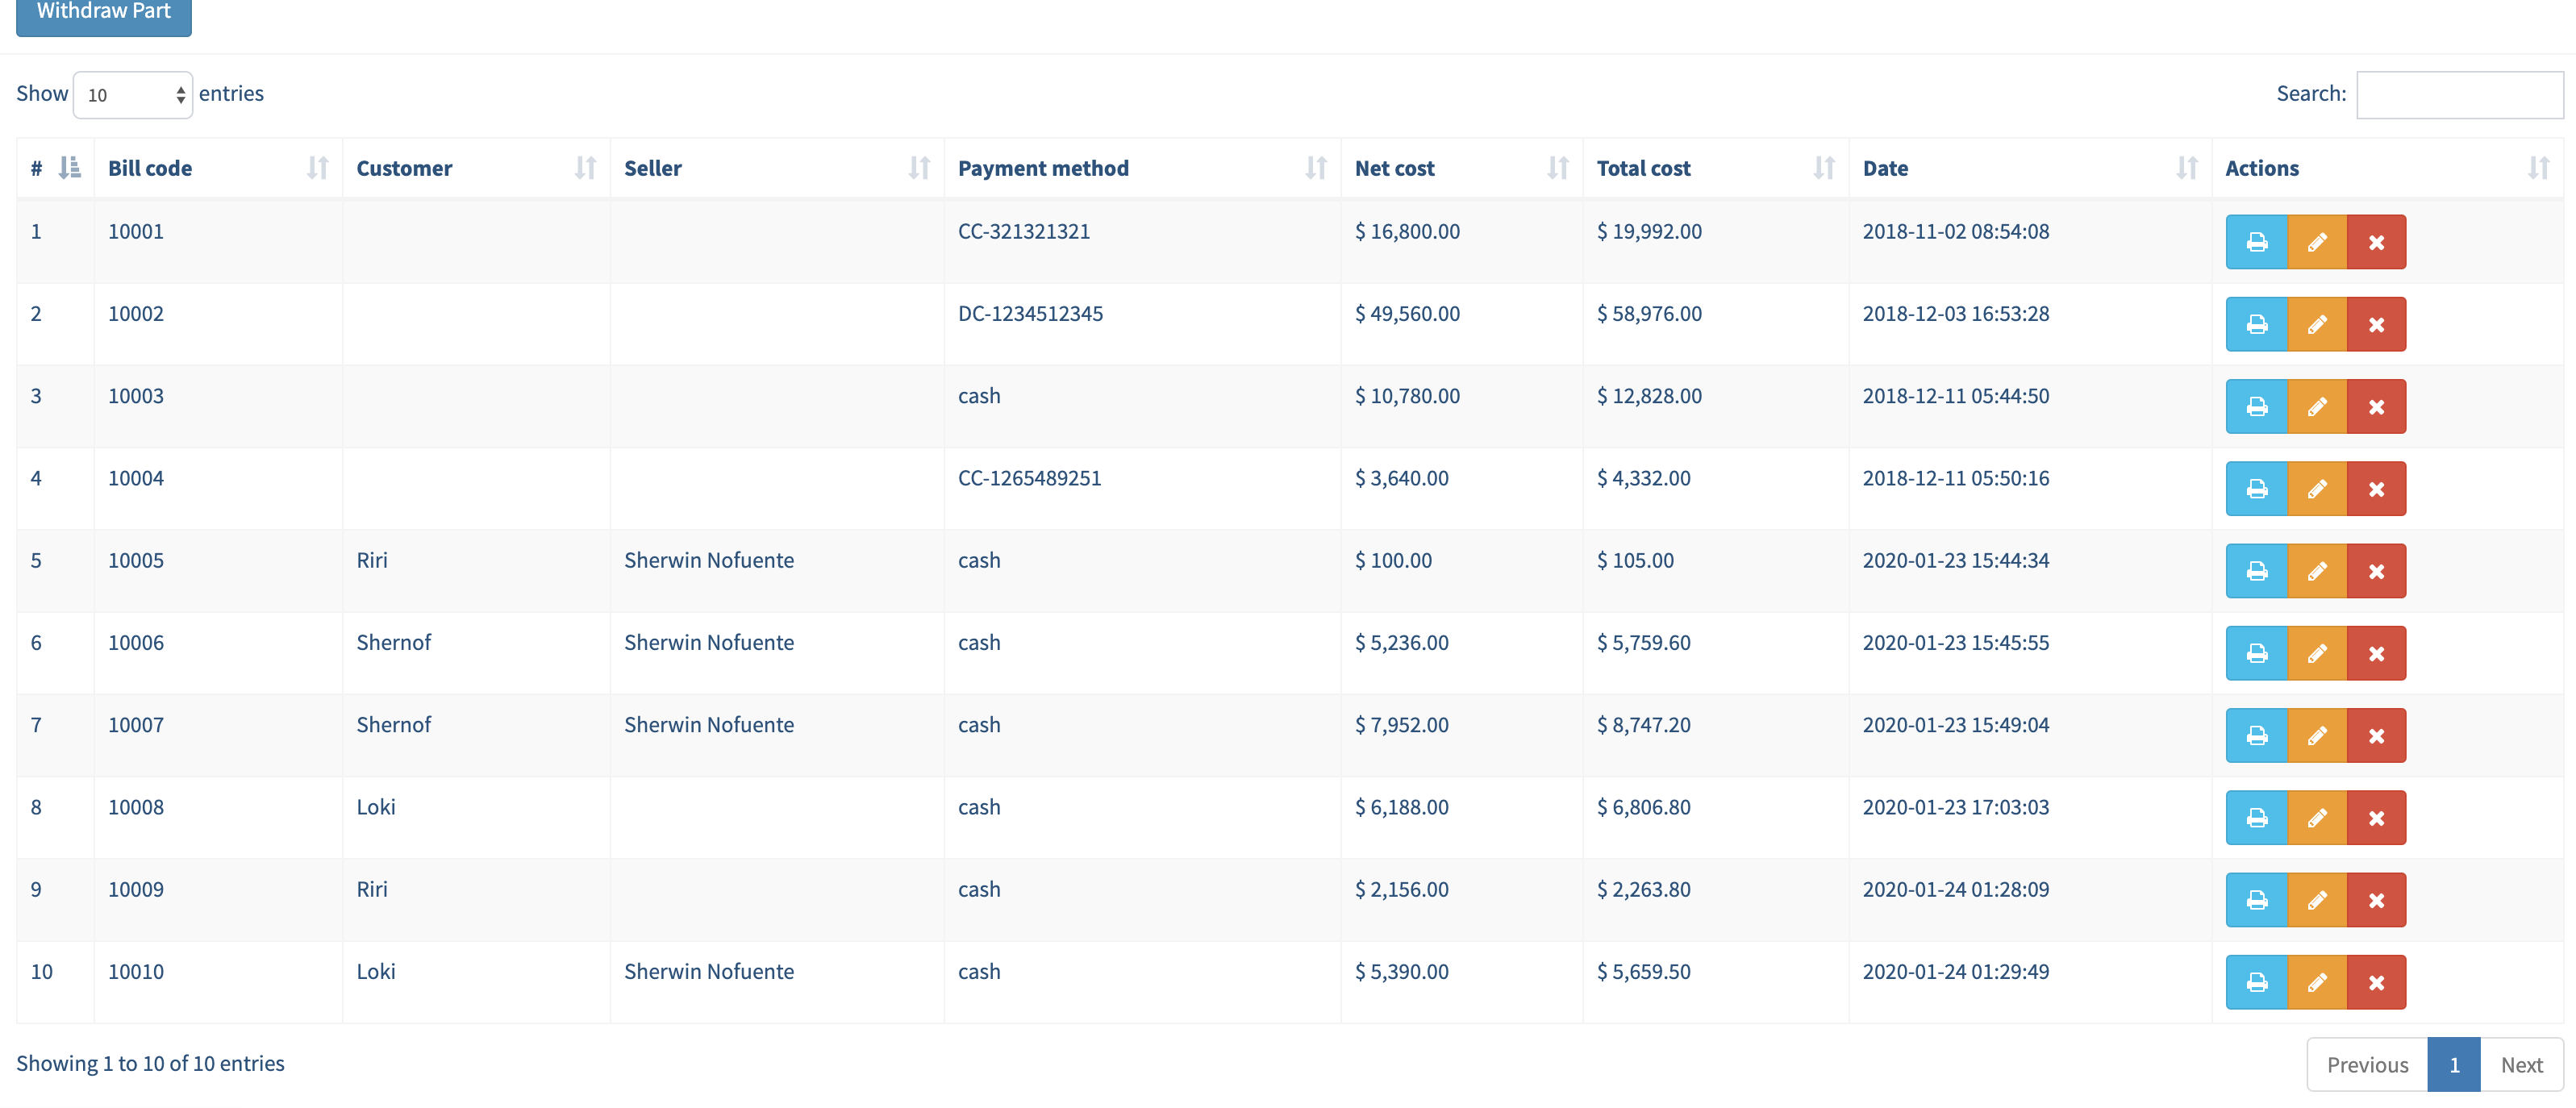 Withdraw Part
Show 10 entries Search:
# Bill code Customer Seller Payment method Net cost Total cost Date Actions
1 10001 CC-321321321 $ 16,800.00 $ 19,992.00 2018-11-02 08:54:08
2 10002 DC-1234512345 $ 49,560.00 $ 58,976.00 2018-12-03 16:53:28
3 10003 cash $ 10,780.00 $ 12,828.00 2018-12-11 05:44:50
4 10004 CC-1265489251 $ 3,640.00 $ 4,332.00 2018-12-11 05:50:16
5 10005 Riri Sherwin Nofuente cash $ 100.00 $ 105.00 2020-01-23 15:44:34
6 10006 Shernof Sherwin Nofuente cash $ 5,236.00 $ 5,759.60 2020-01-23 15:45:55
7 10007 Shernof Sherwin Nofuente cash $ 7,952.00 $ 8,747.20 2020-01-23 15:49:04
8 10008 Loki cash $ 6,188.00 $ 6,806.80 2020-01-23 17:03:03
9 10009 Riri cash $ 2,156.00 $ 2,263.80 2020-01-24 01:28:09
10 10010 Loki Sherwin Nofuente cash $ 5,390.00 $ 5,659.50 2020-01-24 01:29:49
Showing 1 to 10 of 10 entries Previous 1 Next